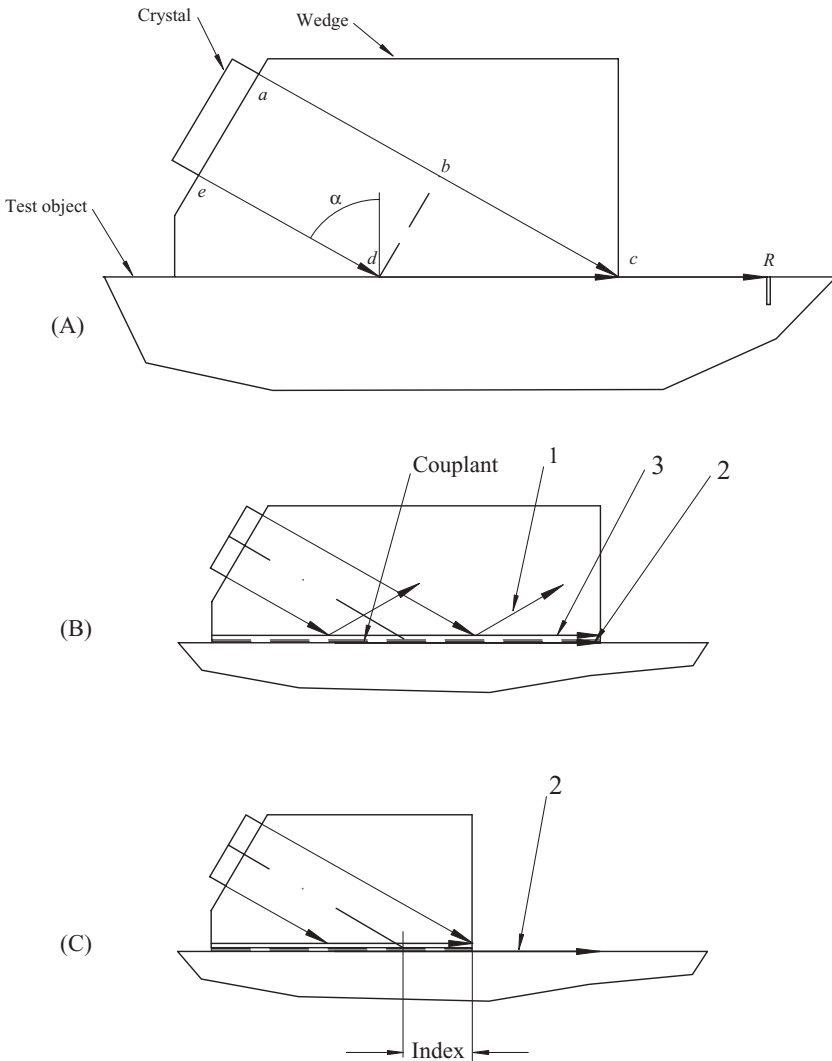 Crystal
Wedge
a
b
e
α
Test object
d
c
R
(A)
Couplant
1
3
2
(B)
2
(C)
Index